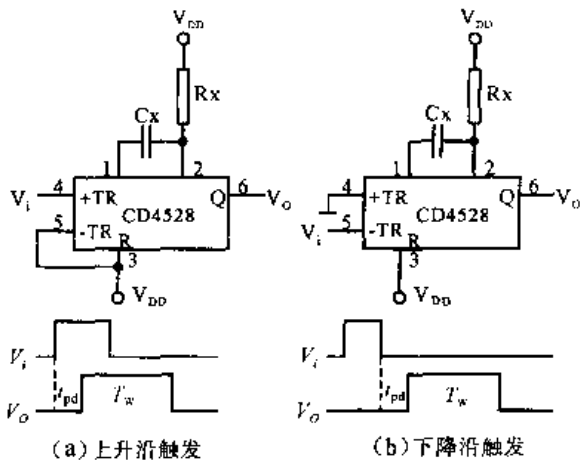 V_DD V_DD
Rx Rx
Cx Cx
1 2 1 2
V_i 4 +TR Q 6 V_O 4 +TR Q 6 V_O
CD4528 CD4528
5 -TR R V_i 5 -TR R
3 3
V_DD V_DD
V_i V_i
t_pd T_w t_pd T_w
V_O V_O
(a)上升沿触发 (b)下降沿触发